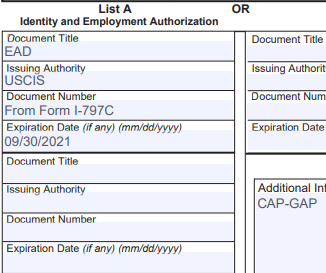 List A
OR
Identity and Employment Authorization
Document Title
EAD
Issuing Authority
USCIS
Document Number
From Form I-797C
Expiration Date (if any) (mm/dd/yyyy)
09/30/2021
Document Title
Issuing Authority
Document Number
Expiration Date (if any) (mm/dd/yyyy)
Document Title
Issuing Authorit
Document Num
Expiration Date
Additional Inf
CAP-GAP